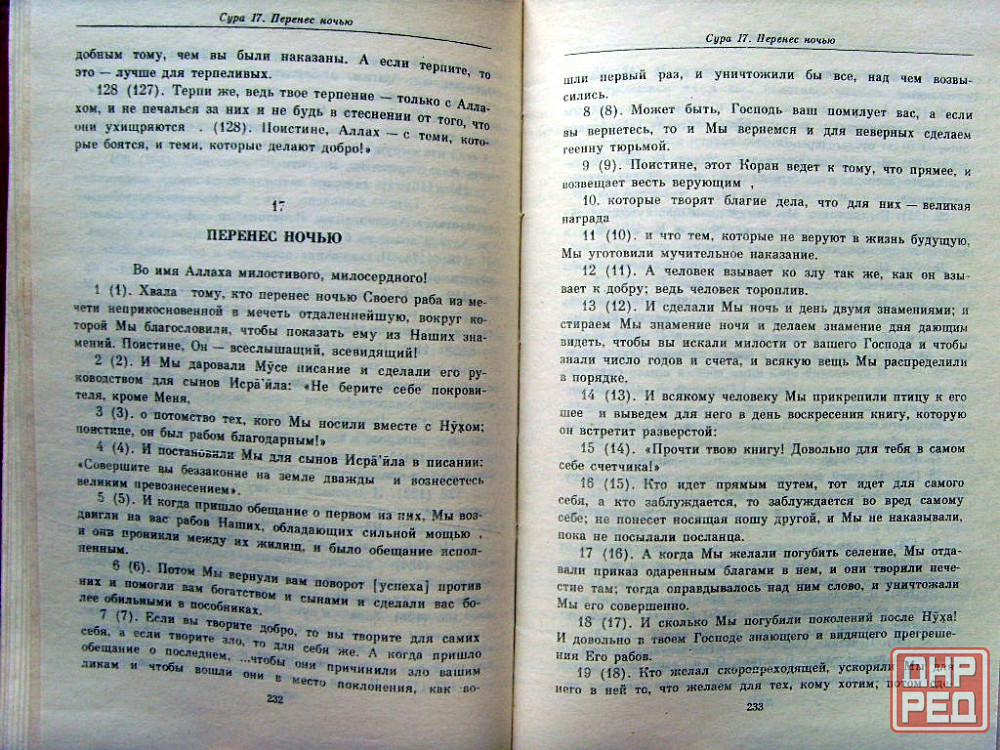 Сура 17. Перенес ночью
добным тому, чем вы были наказаны. А если терпите, то
это — лучше для терпеливых.
128 (127). Терпи же, ведь твое терпение — только с Алла-
хом, и не печалься за них и не будь в стеснении от того, что
они ухищряются . (128). Поистине, Аллах — с теми, кото-
рые боятся, и теми, которые делают добро!»
17
ПЕРЕНЕС НОЧЬЮ
Во имя Аллаха милостивого, милосердного!
1 (1). Хвала тому, кто перенес ночью Своего раба из ме-
чети неприкосновенной в мечеть отдаленнейшую, вокруг ко-
торой Мы благословили, чтобы показать ему из Наших зна-
мений. Поистине, Он — всеслышащий, всевидящий!
2 (2). И Мы даровали Мӯсе писание и сделали его ру-
ководством для сынов Исра̄'ила: «Не берите себе покрови-
теля, кроме Меня,
3 (3). о потомство тех, кого Мы носили вместе с Нӯхом;
поистине, он был рабом благодарным!»
4 (4). И постановили Мы для сынов Исра̄'ила в писании:
«Совершите вы беззаконие на земле дважды и вознесетесь
великим превознесением».
5 (5). И когда пришло обещание о первом из них, Мы воз-
двигли на вас рабов Наших, обладающих сильной мощью ,
и они проникли между их жилищ, и было обещание испол-
ненным.
6 (6). Потом Мы вернули вам поворот [успеха] против
них и помогли вам богатством и сынами и сделали вас бо-
лее обильными в пособниках.
7 (7). Если вы творите добро, то вы творите для самих
себя, а если творите зло, то для себя же. А когда пришло
обещание о последнем, ...чтобы они причинили зло вашим
ликам и чтобы вошли они в место поклонения, как во-
232
Сура 17. Перенес ночью
шли первый раз, и уничтожили бы все, над чем возвы-
сились.
8 (8). Может быть, Господь ваш помилует вас, а если
вы вернетесь, то и Мы вернемся и для неверных сделаем
геенну тюрьмой.
9 (9). Поистине, этот Коран ведет к тому, что прямее, и
возвещает весть верующим ,
10. которые творят благие дела, что для них — великая
награда
11 (10). и что тем, которые не веруют в жизнь будущую,
Мы уготовили мучительное наказание.
12 (11). А человек взывает ко злу так же, как он взы-
вает к добру; ведь человек тороплив.
13 (12). И сделали Мы ночь и день двумя знамениями; и
стираем Мы знамение ночи и делаем знамение дня дающим
видеть, чтобы вы искали милости от вашего Господа и чтобы
знали число годов и счета, и всякую вещь Мы распределили
в порядке.
14 (13). И всякому человеку Мы прикрепили птицу к его
шее и выведем для него в день воскресения книгу, которую
он встретит разверстой:
15 (14). «Прочти твою книгу! Довольно для тебя в самом
себе счетчика!»
16 (15). Кто идет прямым путем, тот идет для самого
себя, а кто заблуждается, то заблуждается во вред самому
себе; не понесет носящая ношу другой, и Мы не наказывали,
пока не посылали посланца.
17 (16). А когда Мы желали погубить селение, Мы отда-
вали приказ одаренным благами в нем, и они творили нече-
стие там; тогда оправдывалось над ним слово, и уничтожали
Мы его совершенно.
18 (17). И сколько Мы погубили поколений после Нӯха!
И довольно в твоем Господе знающего и видящего прегреше-
ния Его рабов.
19 (18). Кто желал скоропреходящей, ускоряли Мы для
него в ней то, что желаем для тех, кому хотим; потом сде-
233
ДНР
РЕД